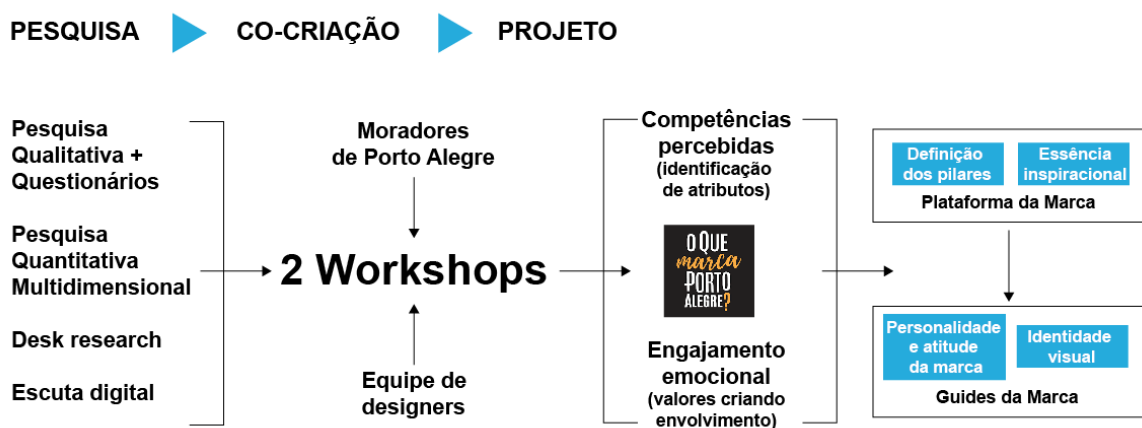 PESQUISA
CO-CRIAÇÃO
PROJETO
Pesquisa
Qualitativa +
Questionários
Pesquisa
Quantitativa
Multidimensional
Desk research
Escuta digital
Moradores
de Porto Alegre
2 Workshops
Equipe de
designers
Competências
percebidas
(identificação
de atributos)
O QUE
marca
PORTO
ALEGRE?
Engajamento
emocional
(valores criando
envolvimento)
Definição
dos pilares
Essência
inspiracional
Plataforma da Marca
Personalidade
e atitude
da marca
Identidade
visual
Guides da Marca